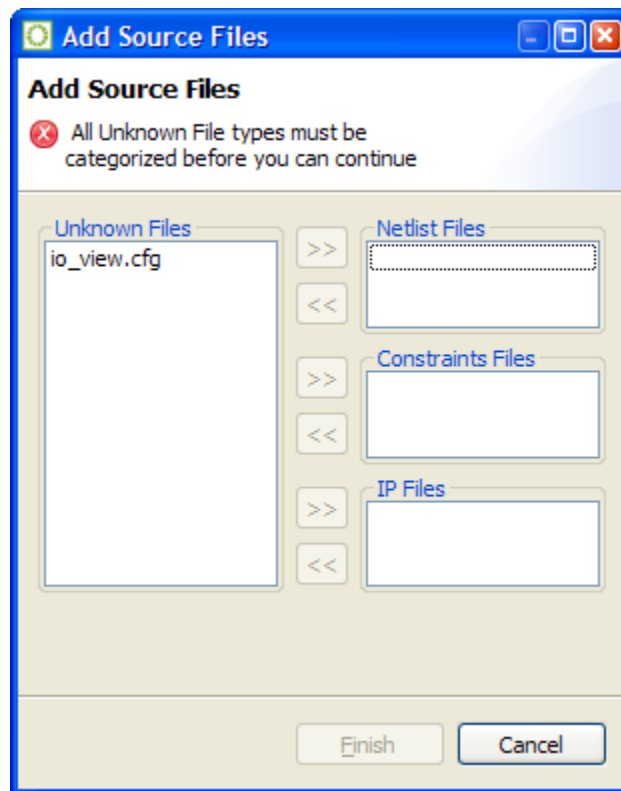 Add Source Files
Add Source Files
All Unknown File types must be
categorized before you can continue
Unknown Files
io_view.cfg
>>
<<
Netlist Files
>>
<<
Constraints Files
>>
<<
IP Files
Finish
Cancel